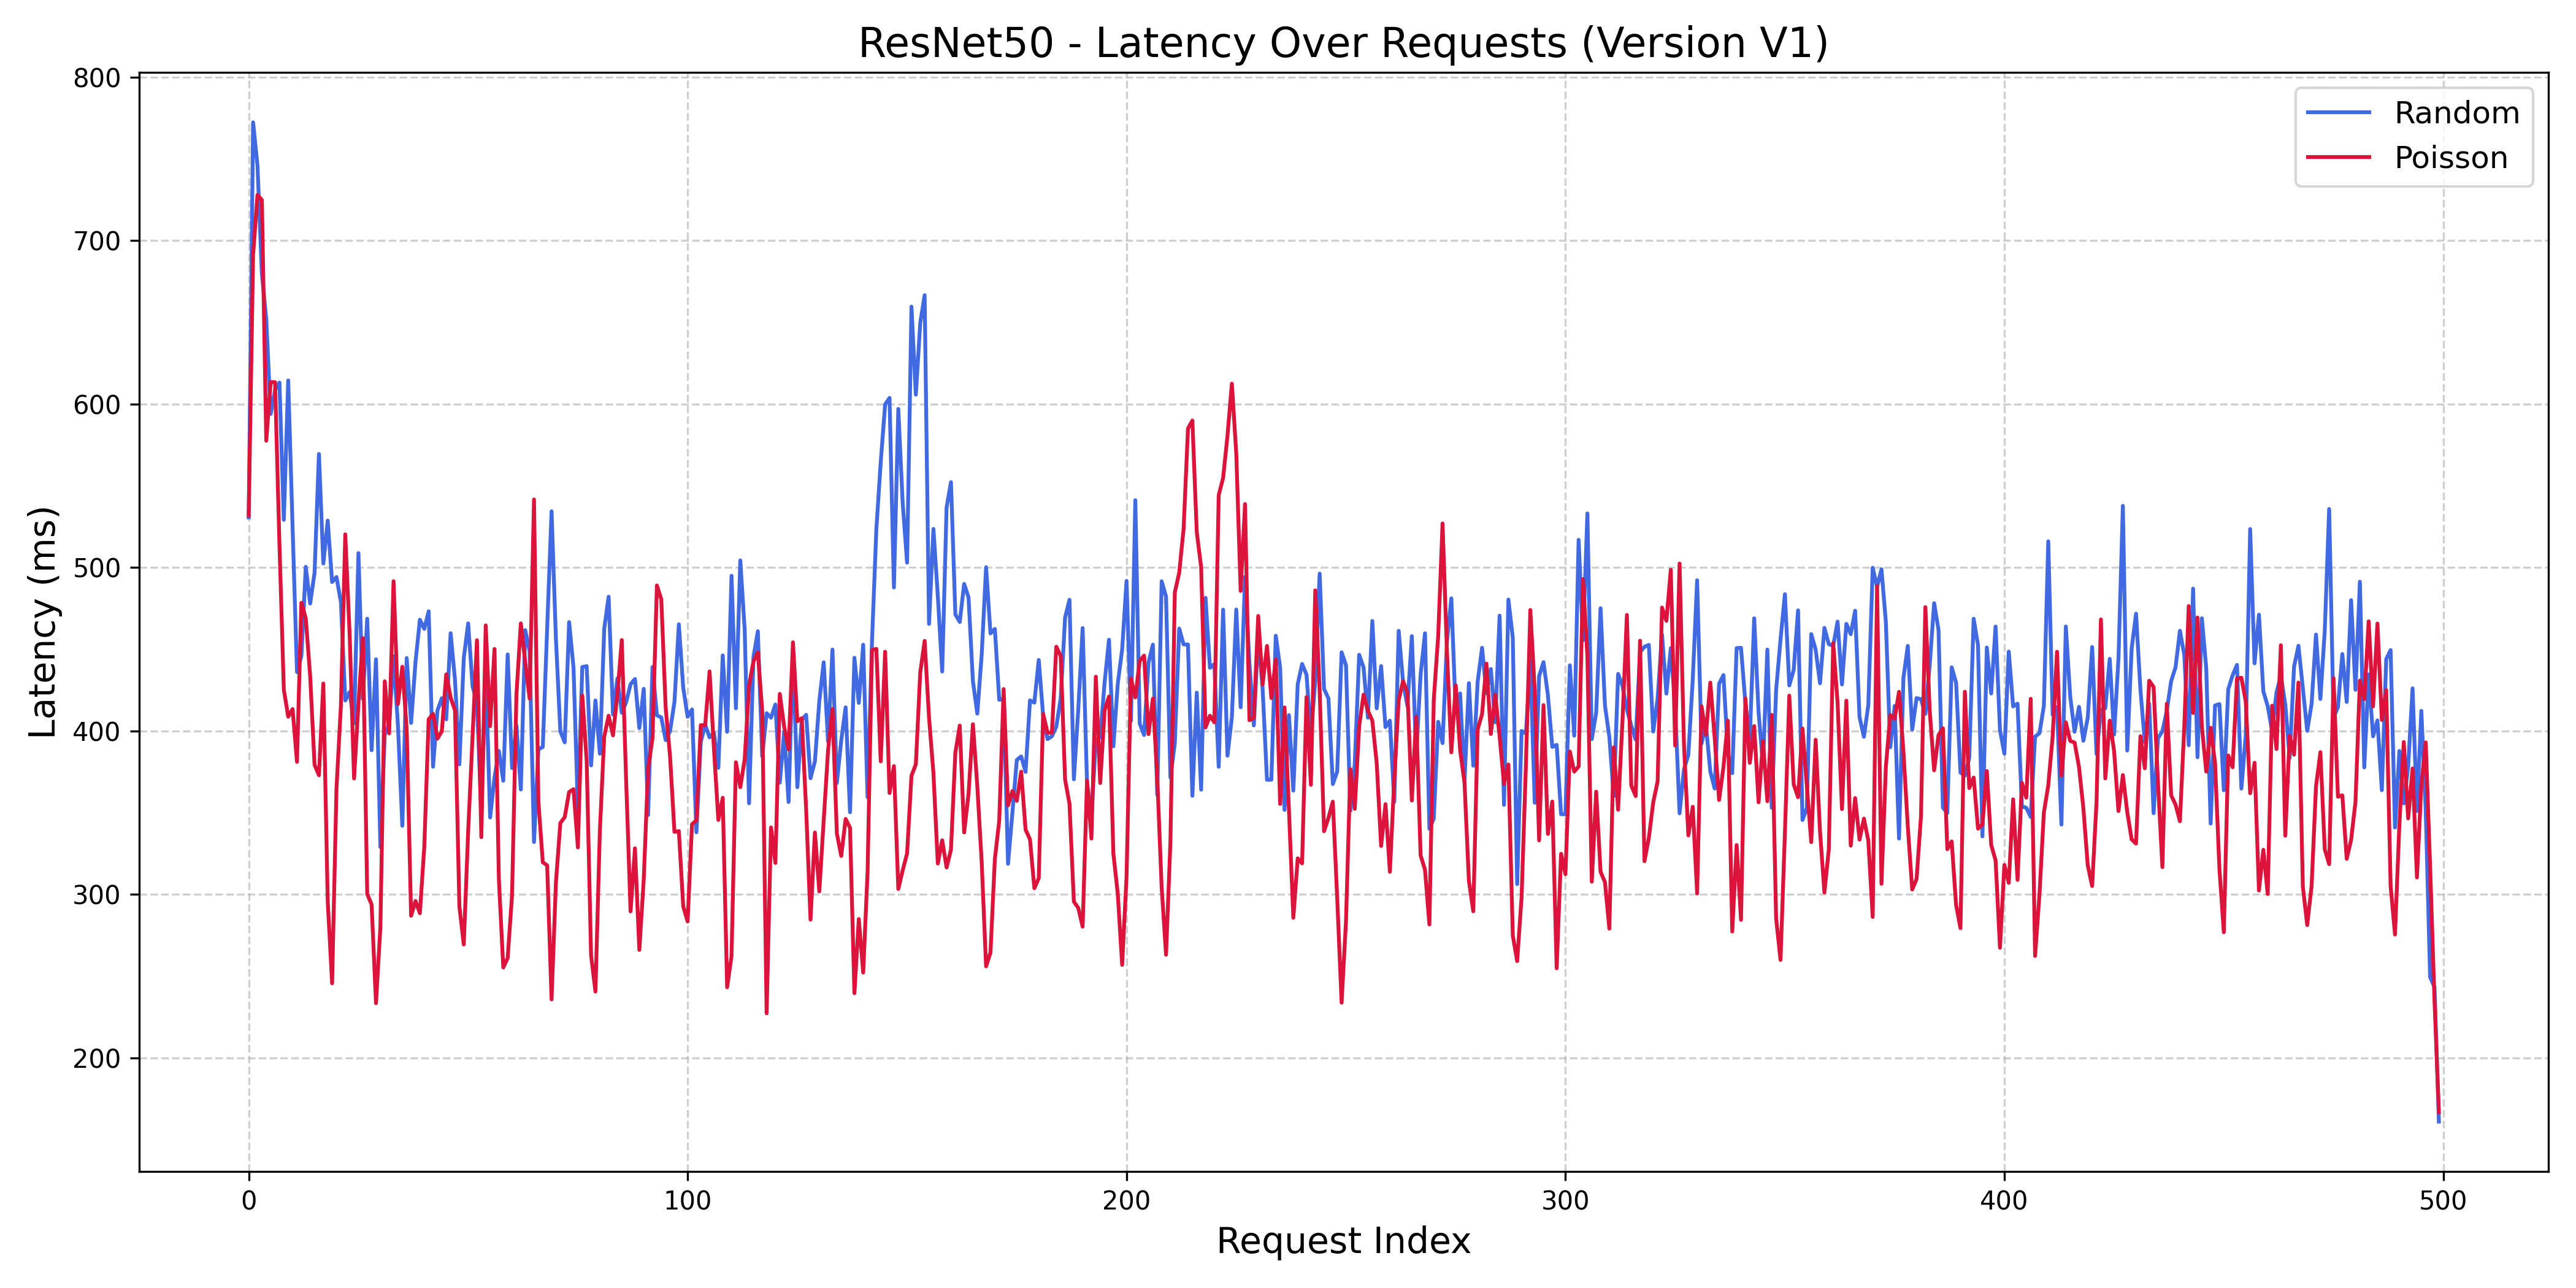 ResNet50 - Latency Over Requests (Version V1)
Random
Poisson
Latency (ms)
800
700
600
500
400
300
200
0
100
200
300
400
500
Request Index